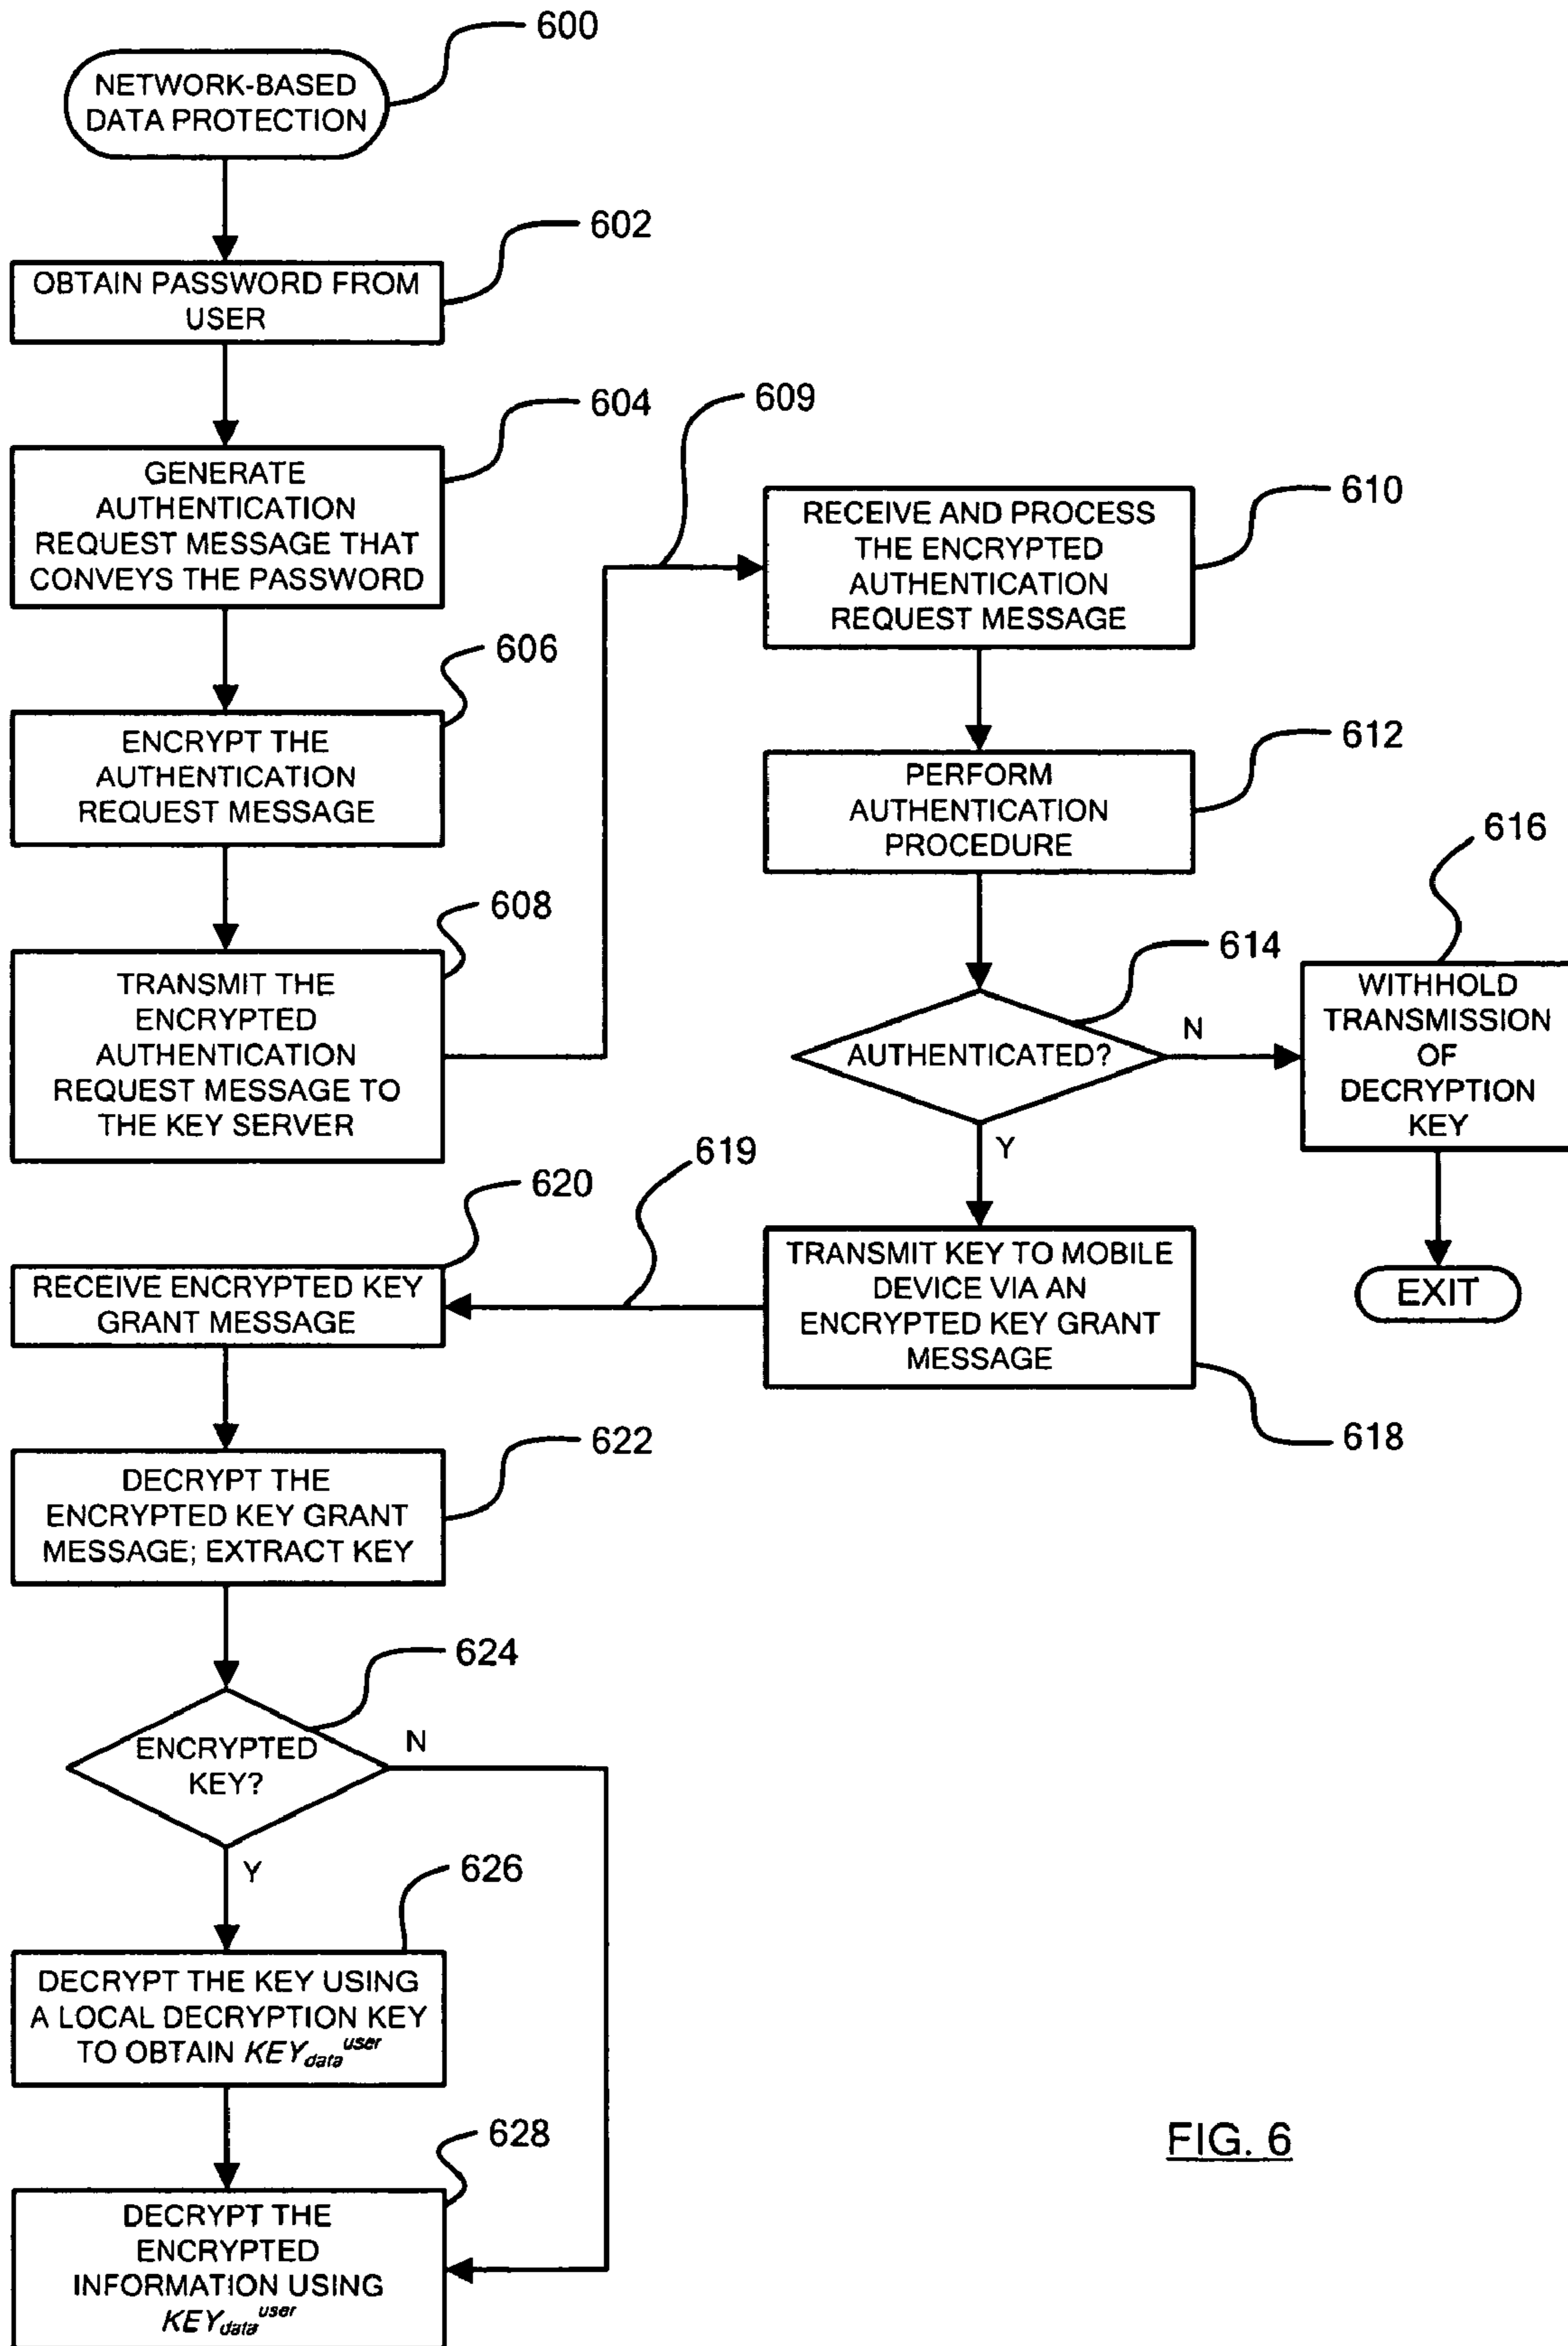 600
NETWORK-BASED
DATA PROTECTION
602
OBTAIN PASSWORD FROM
USER
604
GENERATE
AUTHENTICATION
REQUEST MESSAGE THAT
CONVEYS THE PASSWORD
606
ENCRYPT THE
AUTHENTICATION
REQUEST MESSAGE
608
TRANSMIT THE
ENCRYPTED
AUTHENTICATION
REQUEST MESSAGE TO
THE KEY SERVER
609
610
RECEIVE AND PROCESS
THE ENCRYPTED
AUTHENTICATION
REQUEST MESSAGE
612
PERFORM
AUTHENTICATION
PROCEDURE
614
AUTHENTICATED?
N
Y
616
WITHHOLD
TRANSMISSION
OF
DECRYPTION
KEY
EXIT
618
TRANSMIT KEY TO MOBILE
DEVICE VIA AN
ENCRYPTED KEY GRANT
MESSAGE
619
620
RECEIVE ENCRYPTED KEY
GRANT MESSAGE
622
DECRYPT THE
ENCRYPTED KEY GRANT
MESSAGE; EXTRACT KEY
624
ENCRYPTED
KEY?
N
Y
626
DECRYPT THE KEY USING
A LOCAL DECRYPTION KEY
TO OBTAIN KEY_data^user
628
DECRYPT THE
ENCRYPTED
INFORMATION USING
KEY_data^user
FIG. 6